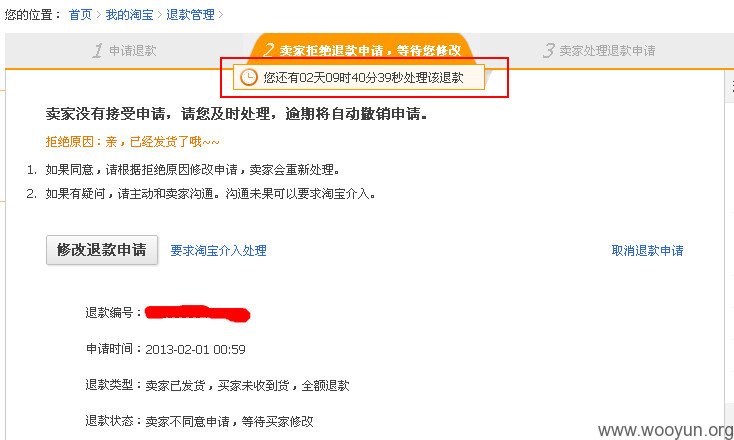 您的位置： 首页 > 我的淘宝 > 退款管理 >
1 申请退款
2 卖家拒绝退款申请，等待您修改
3 卖家处理退款申请
您还有02天09时40分39秒处理该退款
卖家没有接受申请，请您及时处理，逾期将自动撤销申请。
拒绝原因：亲，已经发货了哦~~
1. 如果同意，请根据拒绝原因修改申请，卖家会重新处理。
2. 如果有疑问，请主动和卖家沟通。沟通未果可以要求淘宝介入。
修改退款申请 要求淘宝介入处理 取消退款申请
退款编号：
申请时间：2013-02-01 00:59
退款类型：卖家已发货，买家未收到货，全额退款
退款状态：卖家不同意申请，等待买家修改
www.wooyun.org